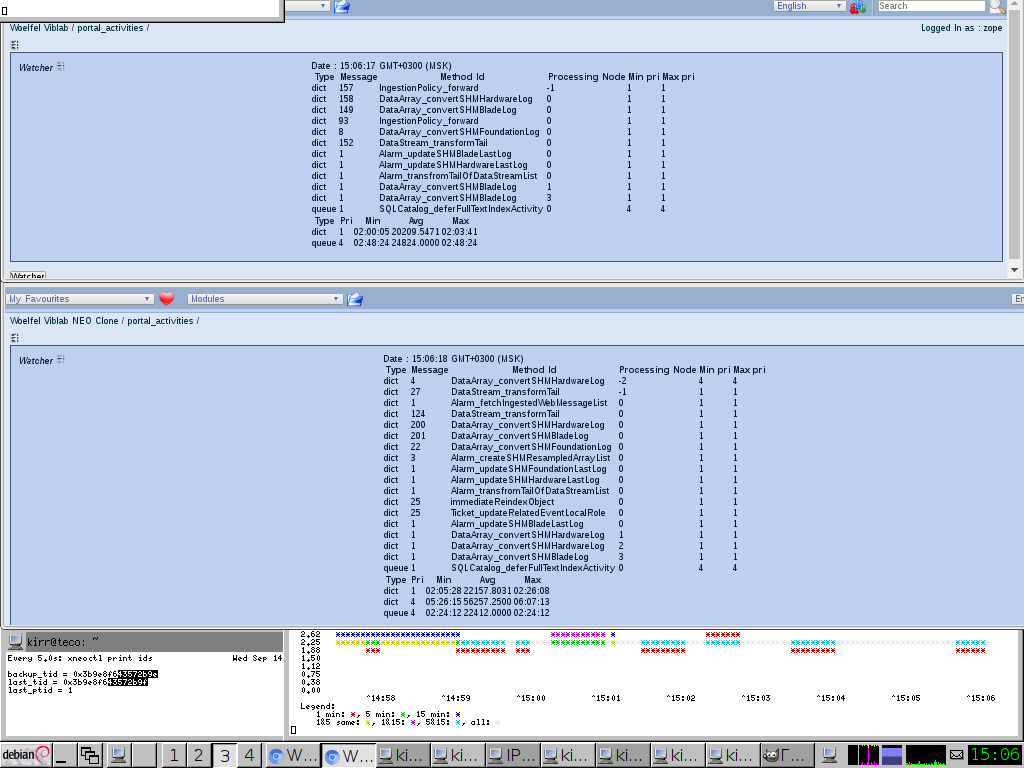 English
Search
Woelfel Viblab / portal_activities /
Logged In as : zope
Watcher
Date : 15:06:17 GMT+0300 (MSK)
Type Message Method Id Processing Node Min pri Max pri
dict 157 IngestionPolicy_forward -1 1 1
dict 158 DataArray_convertSHMHardwareLog 0 1 1
dict 149 DataArray_convertSHMBladeLog 0 1 1
dict 93 IngestionPolicy_forward 0 1 1
dict 8 DataArray_convertSHMFoundationLog 0 1 1
dict 152 DataStream_transformTail 0 1 1
dict 1 Alarm_updateSHMBladeLastLog 0 1 1
dict 1 Alarm_updateSHMHardwareLastLog 0 1 1
dict 1 Alarm_transfromTailOfDataStreamList 0 1 1
dict 1 DataArray_convertSHMBladeLog 1 1 1
dict 1 DataArray_convertSHMBladeLog 3 1 1
queue 1 SQLCatalog_deferFullTextIndexActivity 0 4 4
Type Pri Min Avg Max
dict 1 02:00:05 20209.5471 02:03:41
queue 4 02:48:24 24824.0000 02:48:24
Watcher
My Favourites Modules En
Woelfel Viblab NEO Clone / portal_activities /
Watcher
Date : 15:06:18 GMT+0300 (MSK)
Type Message Method Id Processing Node Min pri Max pri
dict 4 DataArray_convertSHMHardwareLog -2 4 4
dict 27 DataStream_transformTail -1 1 1
dict 1 Alarm_fetchIngestedWebMessageList 0 1 1
dict 124 DataStream_transformTail 0 1 1
dict 200 DataArray_convertSHMHardwareLog 0 1 1
dict 201 DataArray_convertSHMBladeLog 0 1 1
dict 22 DataArray_convertSHMFoundationLog 0 1 1
dict 3 Alarm_createSHMResampledArrayList 0 1 1
dict 1 Alarm_updateSHMFoundationLastLog 0 1 1
dict 1 Alarm_updateSHMHardwareLastLog 0 1 1
dict 1 Alarm_transfromTailOfDataStreamList 0 1 1
dict 25 immediateReindexObject 0 1 1
dict 25 Ticket_updateRelatedEventLocalRole 0 1 1
dict 1 Alarm_updateSHMBladeLastLog 0 1 1
dict 1 DataArray_convertSHMHardwareLog 1 1 1
dict 1 DataArray_convertSHMHardwareLog 2 1 1
dict 1 DataArray_convertSHMBladeLog 3 1 1
queue 1 SQLCatalog_deferFullTextIndexActivity 0 4 4
Type Pri Min Avg Max
dict 1 02:05:28 22157.8031 02:26:08
dict 4 05:26:15 56257.2500 06:07:13
queue 4 02:24:12 22412.0000 02:24:12
kirr@teco: ~
Every 5.0s: xneoctl print ids Wed Sep 14
backup_tid = 0x3b9e8f6443572b9e
last_tid = 0x3b9e8f6443572b9f
last_ptid = 1
2.62
2.25
1.88
1.50
1.12
0.75
0.38
0.00
^14:58 ^14:59 ^15:00 ^15:01 ^15:02 ^15:03 ^15:04 ^15:05 ^15:06
Legend:
1 min: x, 5 min: x, 15 min: x
1&5 same: x, 1&15: x, 5&15: x, all: x
debian 1 2 3 4 W... W... ki... ki... IP... ki... ki... ki... ki... Г... 15:06